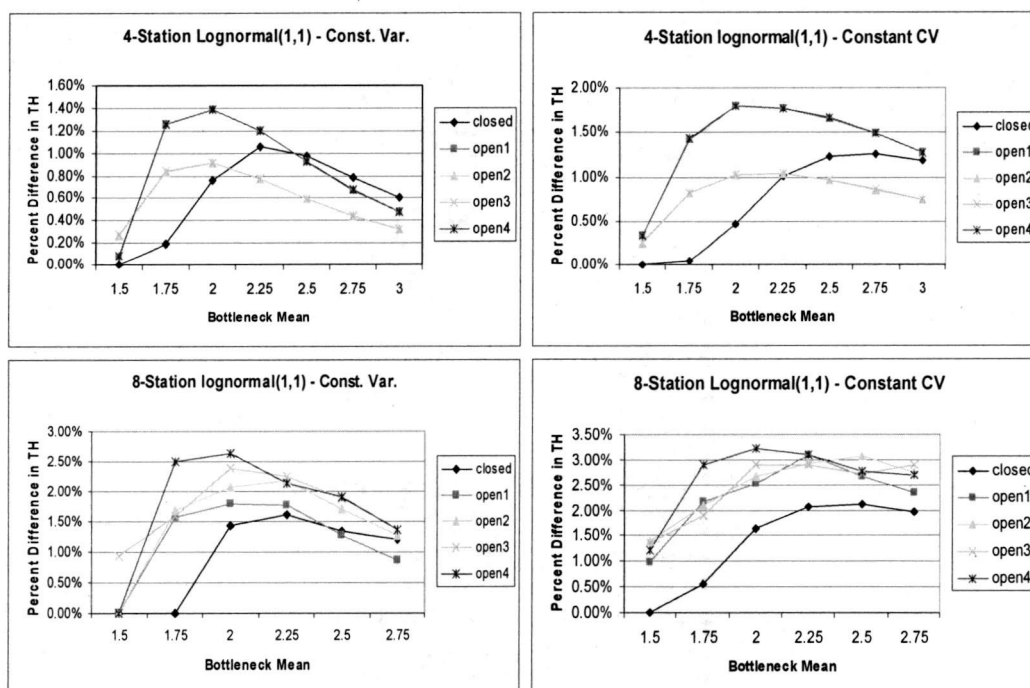 4-Station Lognormal(1,1) - Const. Var.
Percent Difference in TH
1.60%
1.40%
1.20%
1.00%
0.80%
0.60%
0.40%
0.20%
0.00%
1.5 1.75 2 2.25 2.5 2.75 3
Bottleneck Mean
closed
open1
open2
open3
open4
4-Station lognormal(1,1) - Constant CV
Percent Difference in TH
2.00%
1.50%
1.00%
0.50%
0.00%
1.5 1.75 2 2.25 2.5 2.75 3
Bottleneck Mean
closed
open1
open2
open3
open4
8-Station lognormal(1,1) - Const. Var.
Percent Difference in TH
3.00%
2.50%
2.00%
1.50%
1.00%
0.50%
0.00%
1.5 1.75 2 2.25 2.5 2.75
Bottleneck Mean
closed
open1
open2
open3
open4
8-Station Lognormal(1,1) - Constant CV
Percent Difference in TH
3.50%
3.00%
2.50%
2.00%
1.50%
1.00%
0.50%
0.00%
1.5 1.75 2 2.25 2.5 2.75
Bottleneck Mean
closed
open1
open2
open3
open4